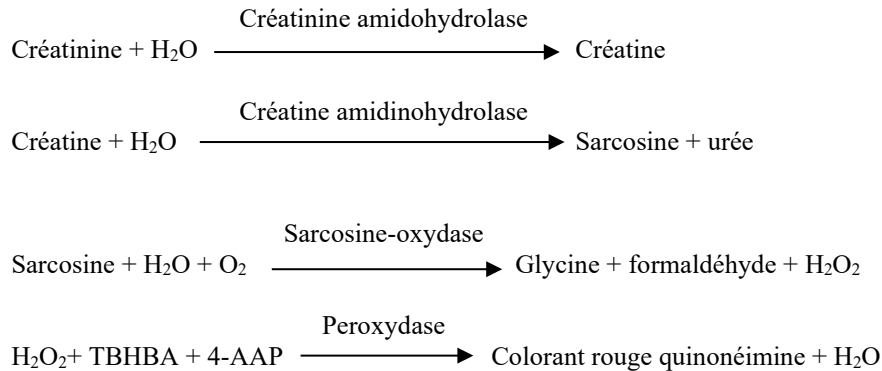 Créatinine amidohydrolase
Créatinine + H₂O Créatine
Créatine amidinohydrolase
Créatine + H₂O Sarcosine + urée
Sarcosine-oxydase
Sarcosine + H₂O + O₂ Glycine + formaldéhyde + H₂O₂
Peroxydase
H₂O₂+ TBHBA + 4-AAP Colorant rouge quinonéimine + H₂O